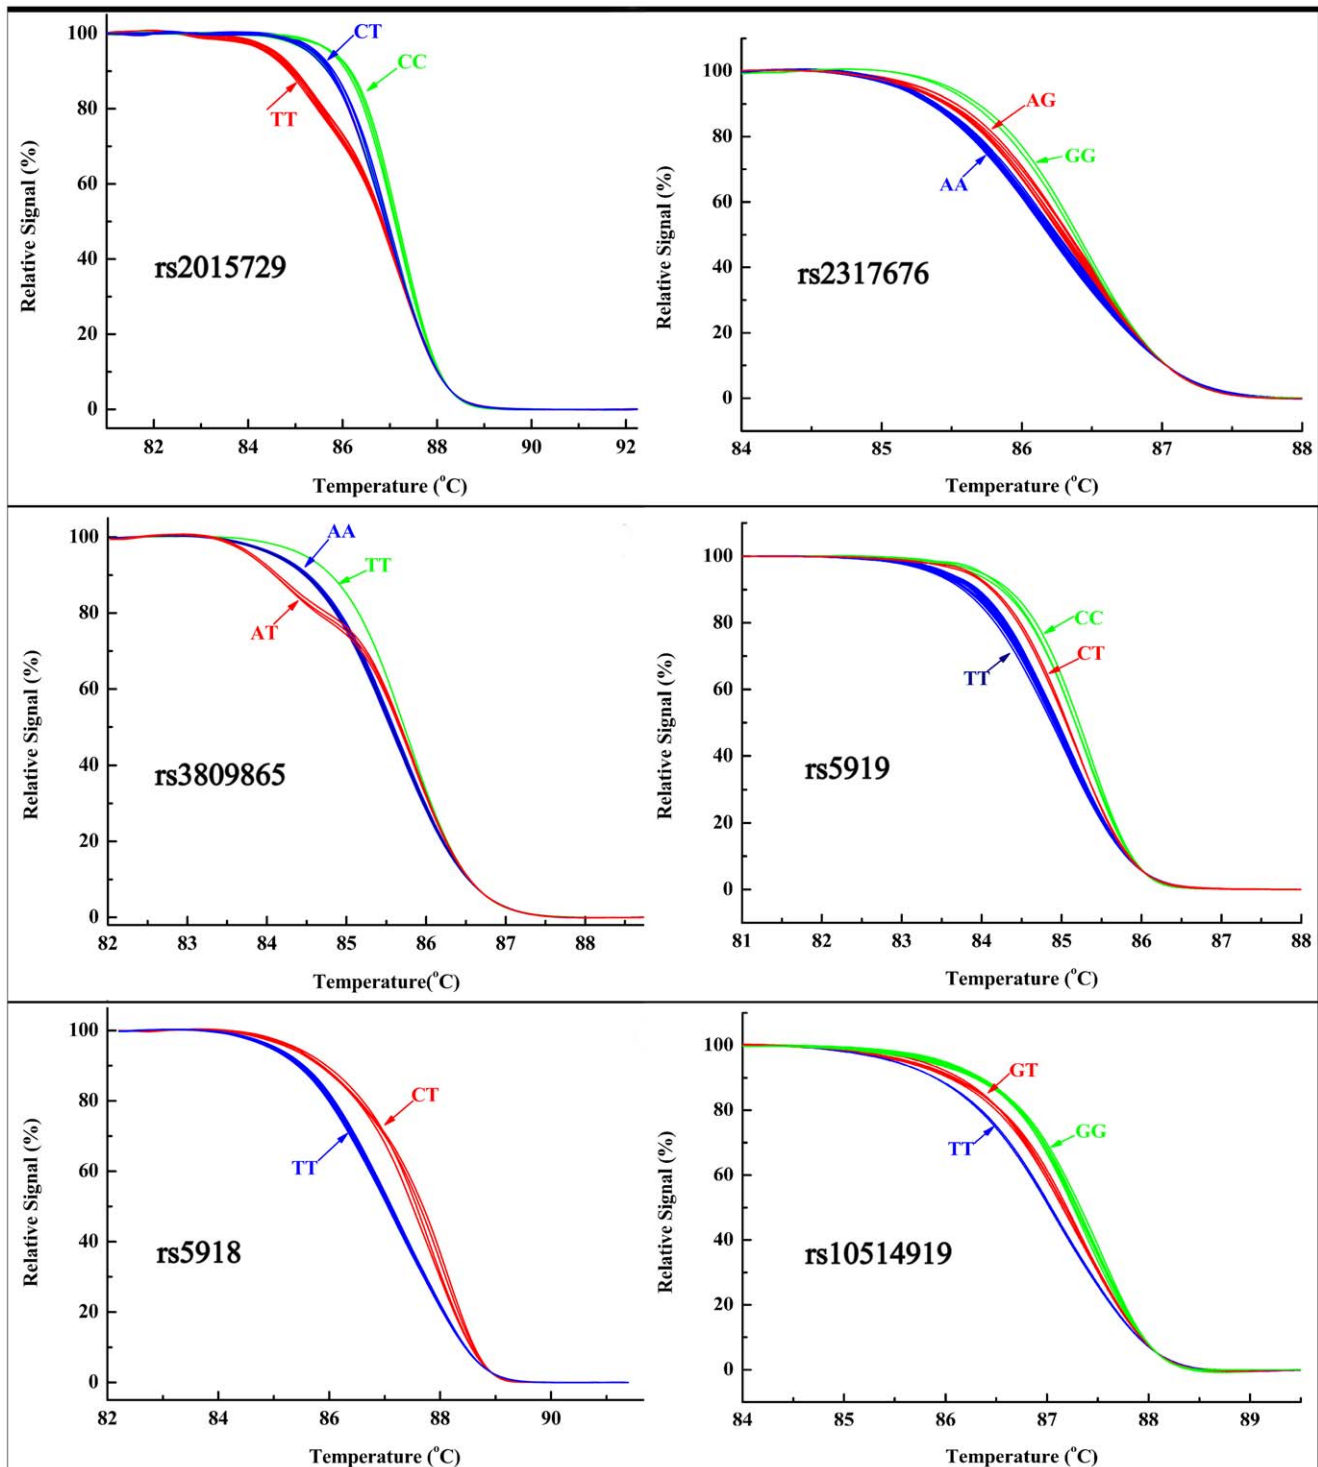 100
80
60
40
20
0
Relative Signal (%)
CT
CC
TT
rs2015729
82
84
86
88
90
92
Temperature (°C)
100
80
60
40
20
0
Relative Signal (%)
AG
GG
AA
rs2317676
84
85
86
87
88
Temperature (°C)
100
80
60
40
20
0
Relative Signal (%)
AA
TT
AT
rs3809865
82
83
84
85
86
87
88
Temperature(°C)
100
80
60
40
20
0
Relative Signal (%)
CC
CT
TT
rs5919
81
82
83
84
85
86
87
88
Temperature (°C)
100
80
60
40
20
0
Relative Signal (%)
CT
TT
rs5918
82
84
86
88
90
Temperature (°C)
100
80
60
40
20
0
Relative Signal (%)
GT
GG
TT
rs10514919
84
85
86
87
88
89
Temperature (°C)